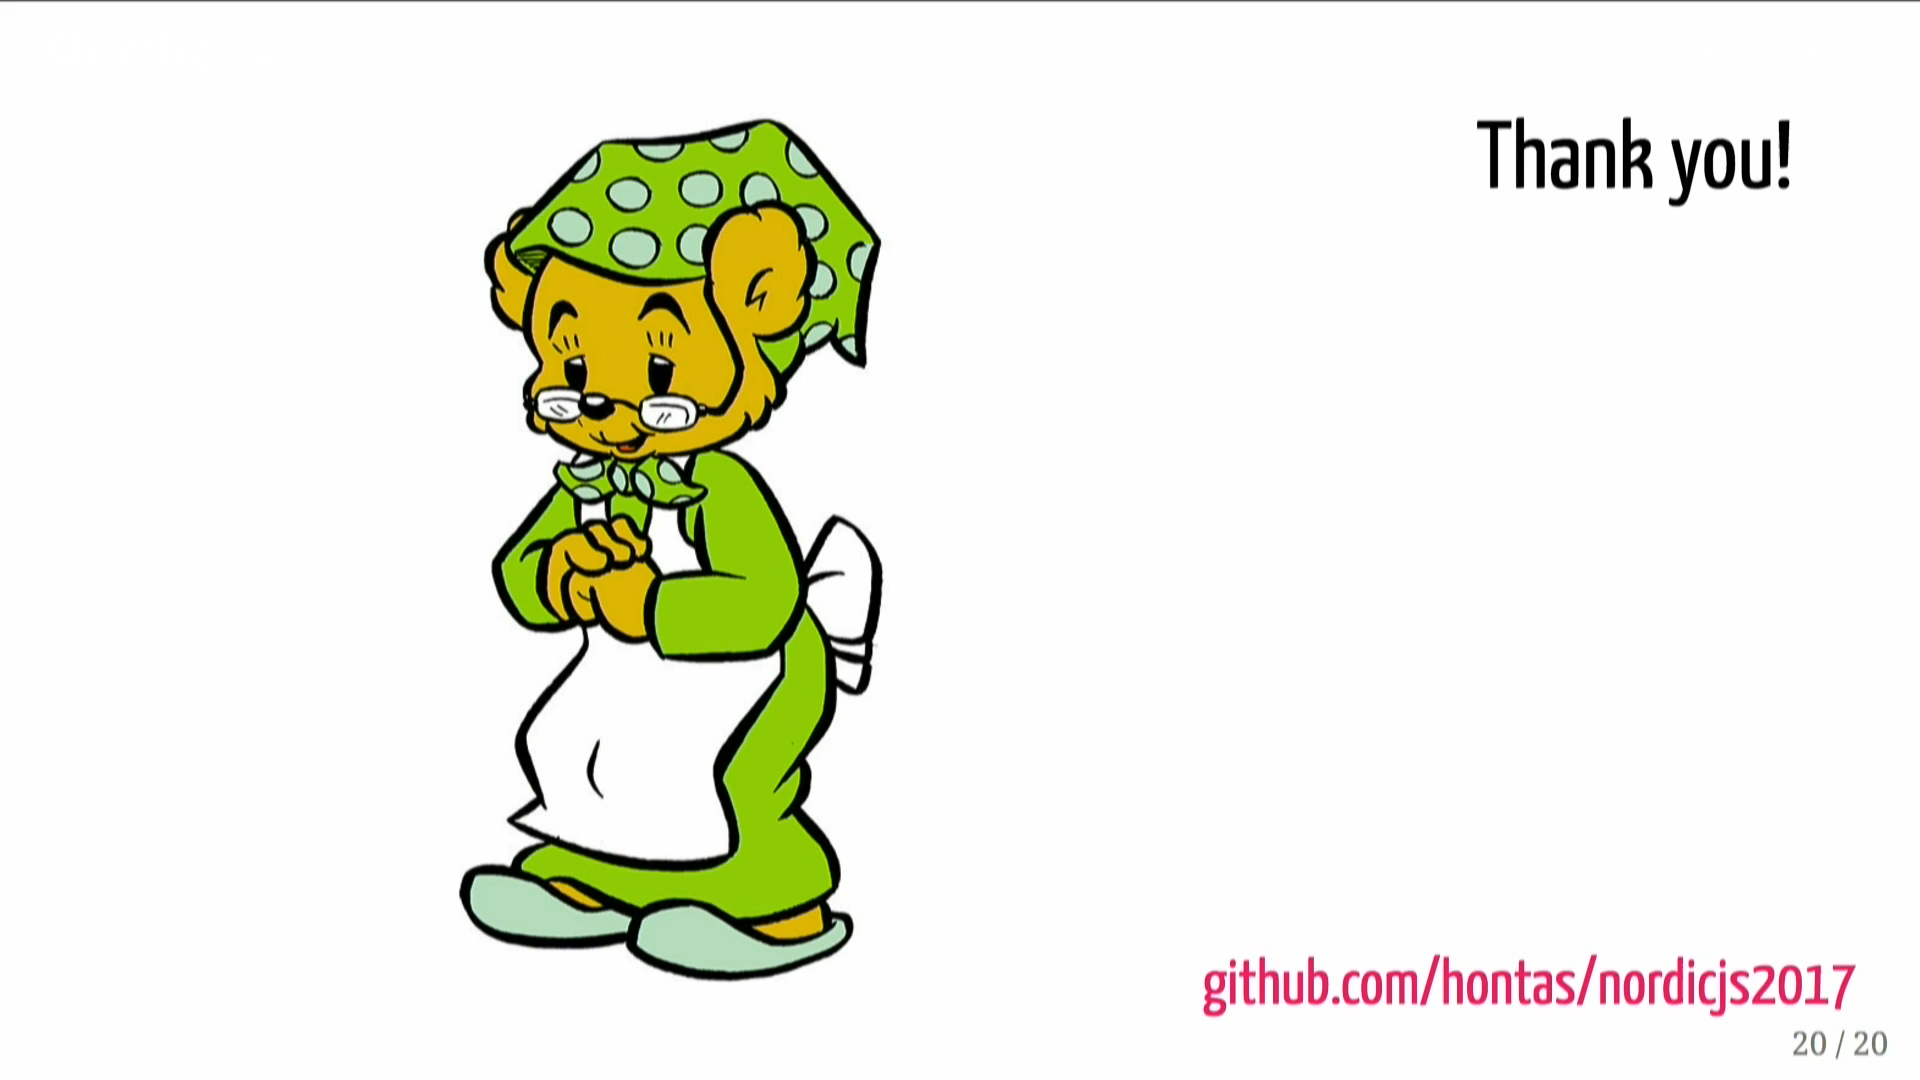 Thank you!
github.com/hontas/nordicjs2017
20 / 20